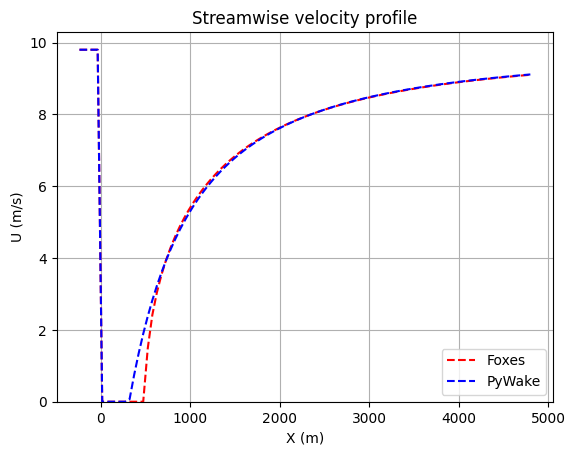 Streamwise velocity profile
10
8
6
4
2
0
U (m/s)
0 1000 2000 3000 4000 5000
X (m)
Foxes
PyWake